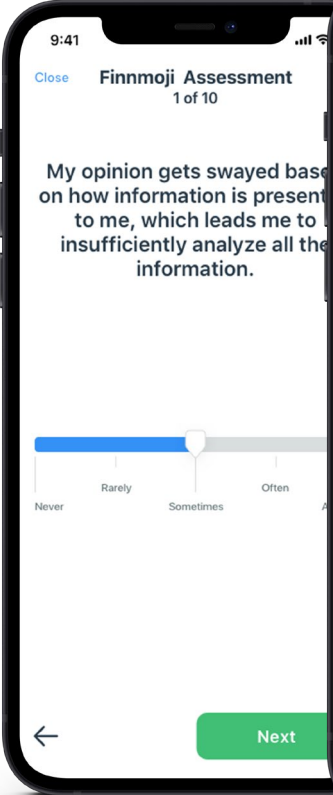 9:41
Close Finnmoji Assessment
1 of 10
My opinion gets swayed base
on how information is present
to me, which leads me to
insufficiently analyze all the
information.
Rarely Often
Never Sometimes A
Next